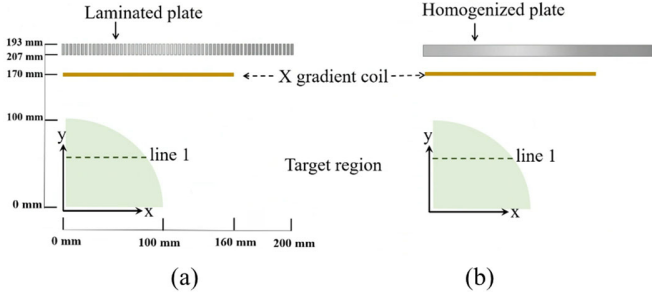 Laminated plate
Homogenized plate
193 mm
207 mm
170 mm
X gradient coil
100 mm
y
line 1
y
line 1
Target region
0 mm
x
x
0 mm
100 mm
160 mm
200 mm
(a)
(b)